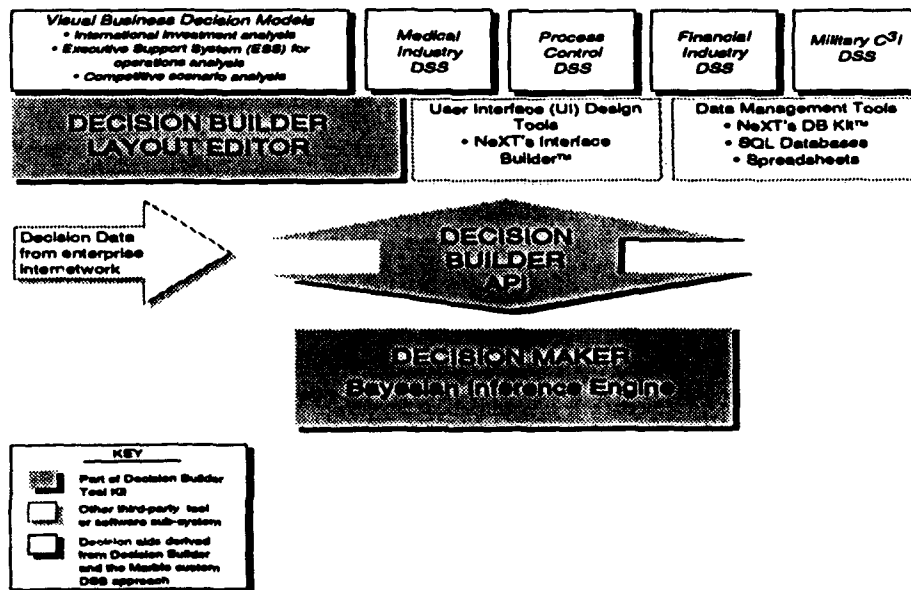 Visual Business Decision Models
• International investment analysis
• Executive Support System (ESS) for
operations analysis
• Competitive scenario analysis
Medical
Industry
DSS
Process
Control
DSS
Financial
Industry
DSS
Military C³I
DSS
DECISION BUILDER
LAYOUT EDITOR
User Interface (UI) Design
Tools
• NeXT's Interface
Builder™
Data Management Tools
• NeXT's DB Kit™
• SQL Databases
• Spreadsheets
Decision Data
from enterprise
internetwork
DECISION
BUILDER
API
DECISION MAKER
Bayesian Inference Engine
KEY
Part of Decision Builder
Tool Kit
Other third-party tool
or software sub-system
Decision aids derived
from Decision Builder
and the Marble custom
DSS approach